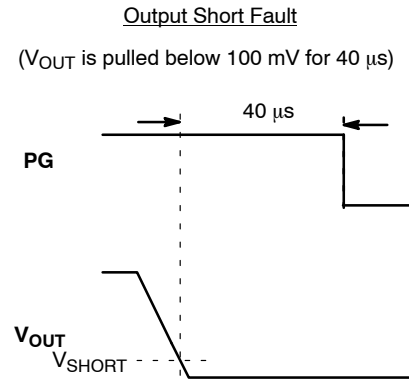 Output Short Fault
(VOUT is pulled below 100 mV for 40 μs)
40 μs
PG
VOUT
VSHORT